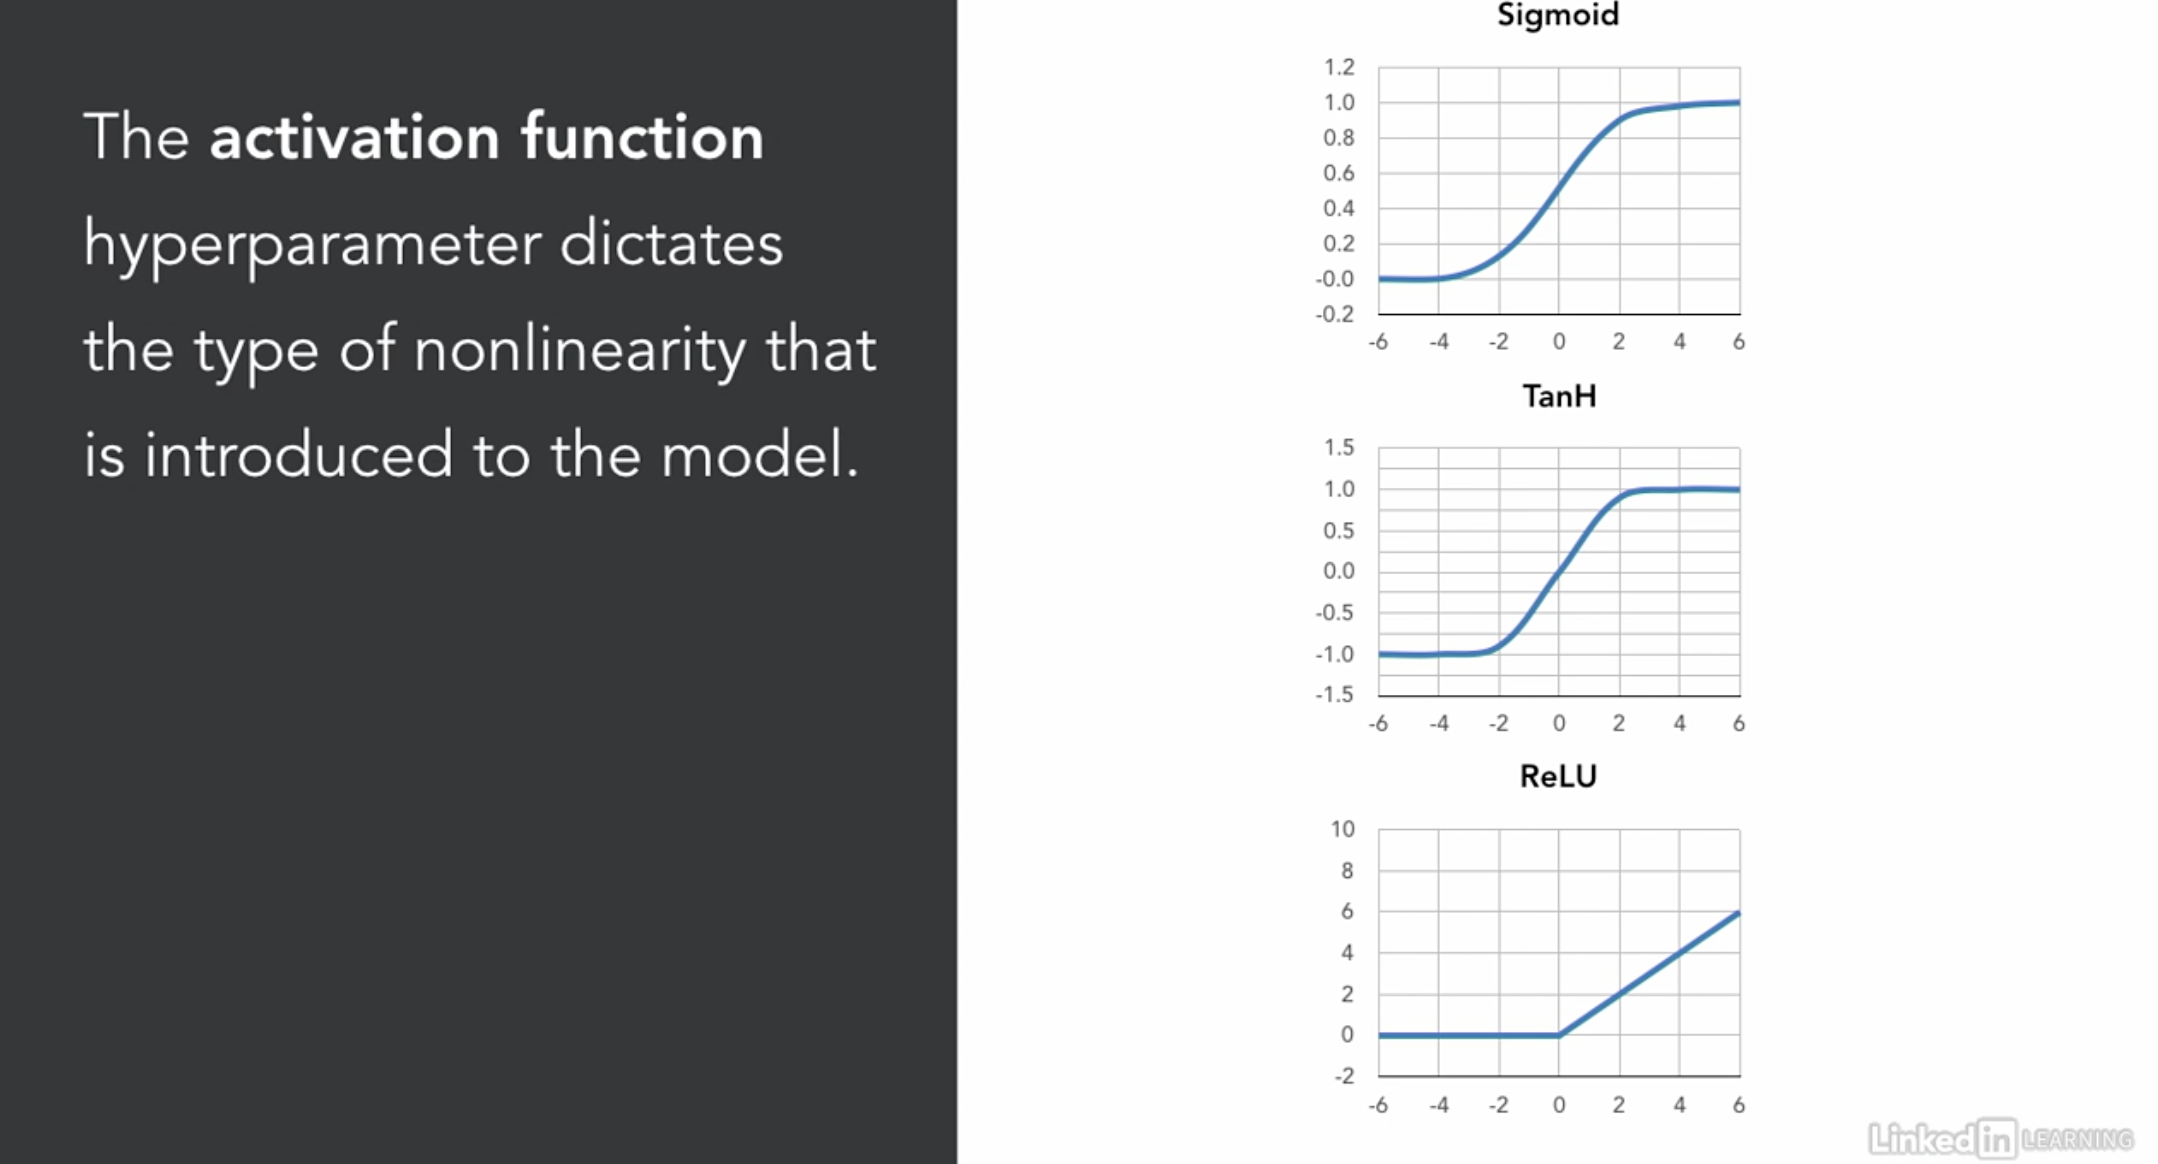 The activation function
hyperparameter dictates
the type of nonlinearity that
is introduced to the model.
Sigmoid
1.2
1.0
0.8
0.6
0.4
0.2
-0.0
-0.2
-6 -4 -2 0 2 4 6
TanH
1.5
1.0
0.5
0.0
-0.5
-1.0
-1.5
-6 -4 -2 0 2 4 6
ReLU
10
8
6
4
2
0
-2
-6 -4 -2 0 2 4 6
Linked in LEARNING